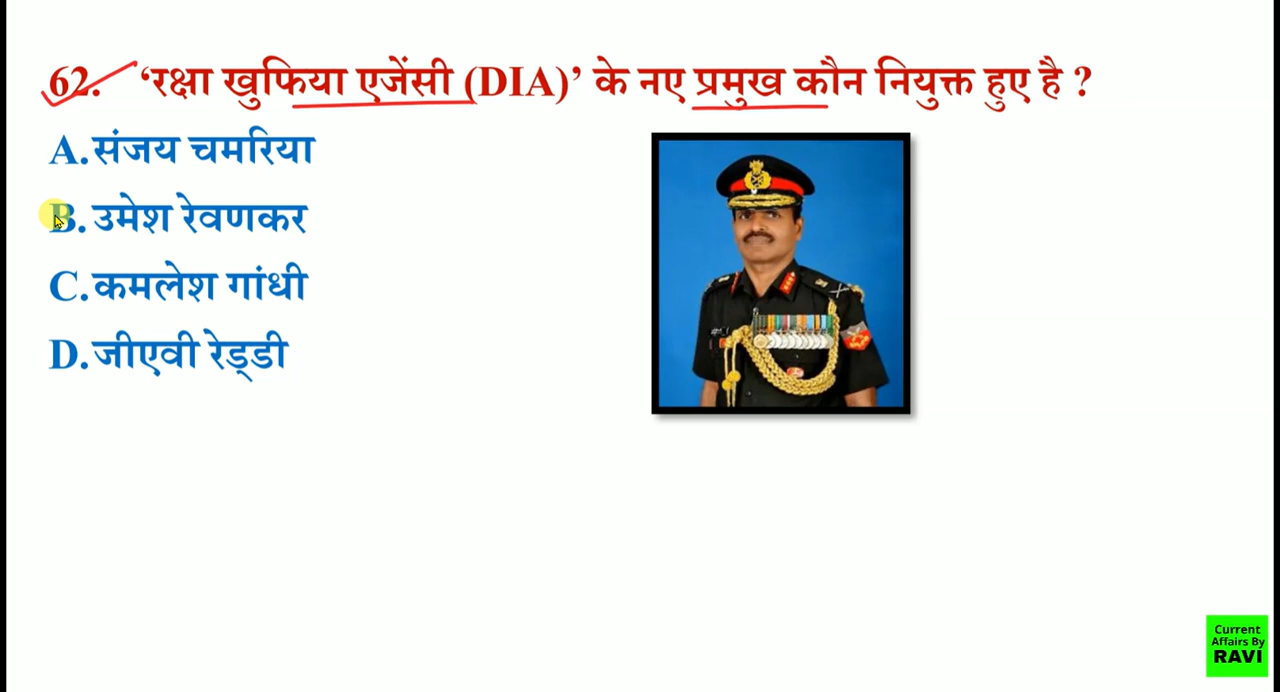 62. ‘रक्षा खुफिया एजेंसी (DIA)’ के नए प्रमुख कौन नियुक्त हुए है ?
A.संजय चमरिया
B.उमेश रेवणकर
C.कमलेश गांधी
D.जीएवी रेड्डी
Current
Affairs By
RAVI